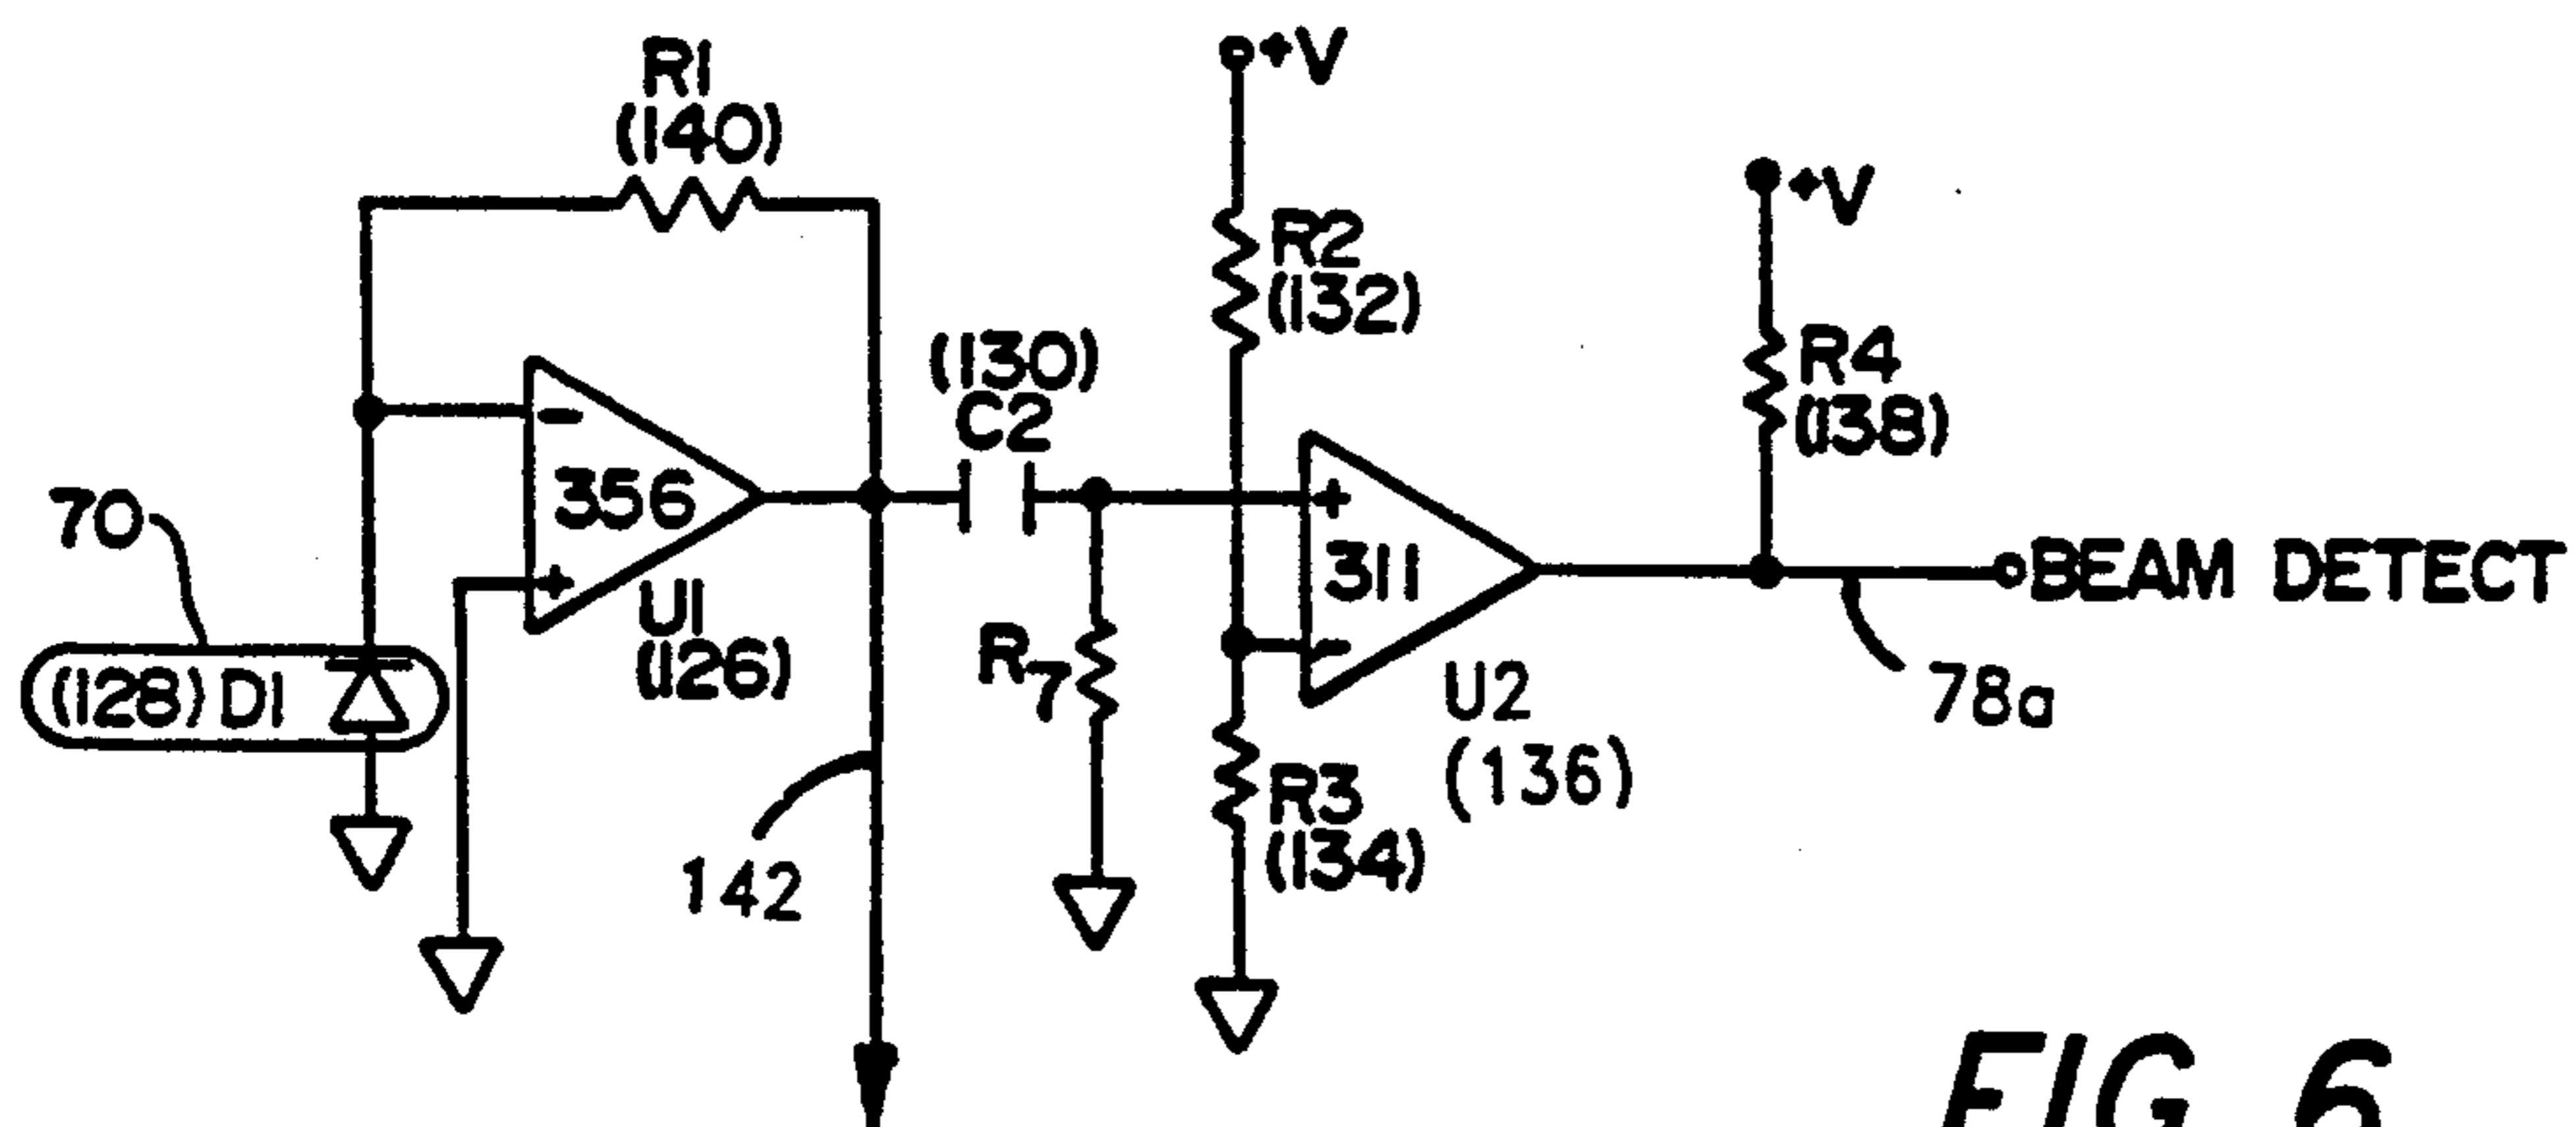 R1
(140)
+V
R2
(132)
+V
R4
(138)
(130)
C2
-
356
+
U1
(126)
70
(128) D1
142
R7
+
311
-
U2
(136)
R3
(134)
BEAM DETECT
78a
FIG 6